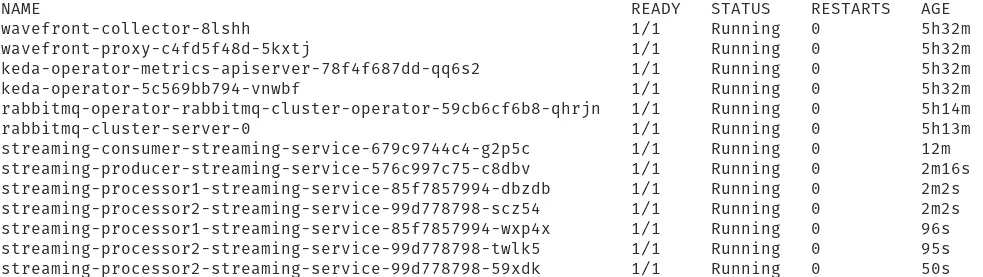 NAME READY STATUS RESTARTS AGE
wavefront-collector-8lshh 1/1 Running 0 5h32m
wavefront-proxy-c4fd5f48d-5kxtj 1/1 Running 0 5h32m
keda-operator-metrics-apiserver-78f4f687dd-qq6s2 1/1 Running 0 5h32m
keda-operator-5c569bb794-vnwbf 1/1 Running 0 5h32m
rabbitmq-operator-rabbitmq-cluster-operator-59cb6cf6b8-qhrjn 1/1 Running 0 5h14m
rabbitmq-cluster-server-0 1/1 Running 0 5h13m
streaming-consumer-streaming-service-679c9744c4-g2p5c 1/1 Running 0 12m
streaming-producer-streaming-service-576c997c75-c8dbv 1/1 Running 0 2m16s
streaming-processor1-streaming-service-85f7857994-dbzdb 1/1 Running 0 2m2s
streaming-processor2-streaming-service-99d778798-scz54 1/1 Running 0 2m2s
streaming-processor1-streaming-service-85f7857994-wxp4x 1/1 Running 0 96s
streaming-processor2-streaming-service-99d778798-twlk5 1/1 Running 0 95s
streaming-processor2-streaming-service-99d778798-59xdk 1/1 Running 0 50s